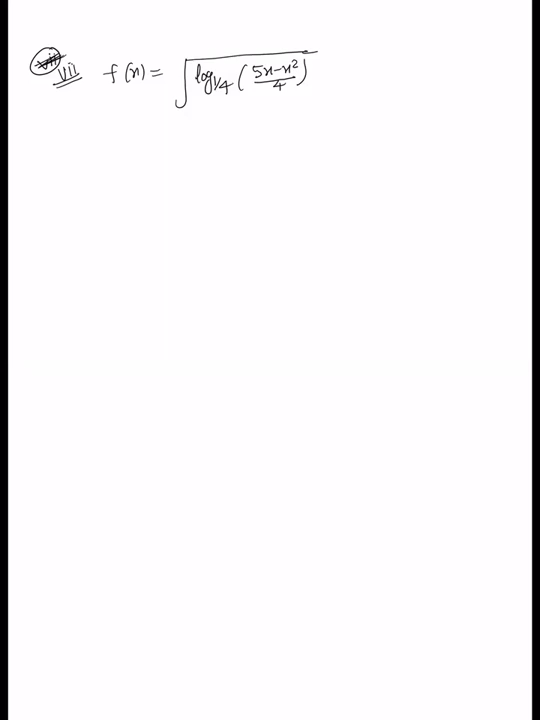 vii f(x) = √(log_{1/4} ((5x-x²)/4))